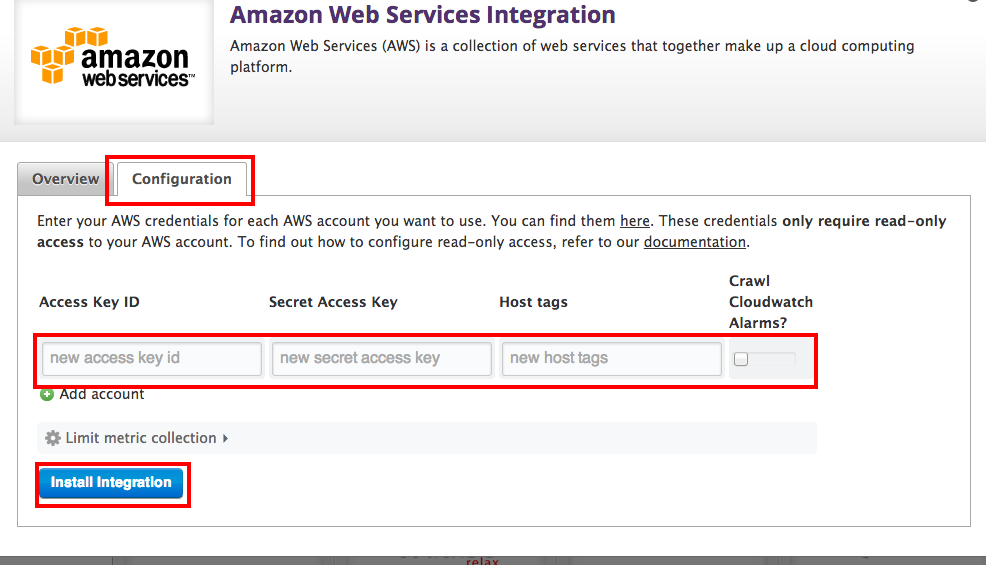 Amazon Web Services Integration
Amazon Web Services (AWS) is a collection of web services that together make up a cloud computing
platform.
amazon
web services™
Overview
Configuration
Enter your AWS credentials for each AWS account you want to use. You can find them here. These credentials only require read-only
access to your AWS account. To find out how to configure read-only access, refer to our documentation.
Access Key ID
Secret Access Key
Host tags
Crawl
Cloudwatch
Alarms?
new access key id
new secret access key
new host tags
Add account
Limit metric collection
Install Integration
relax